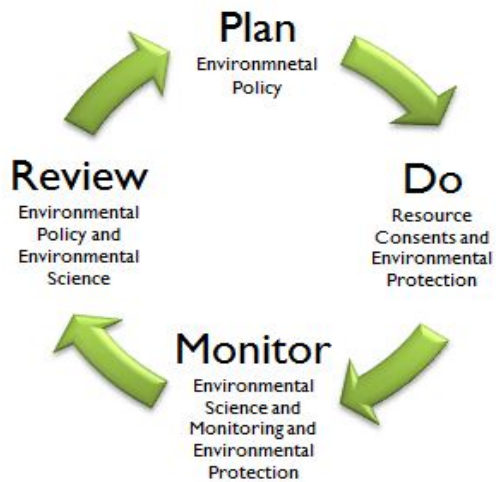 Plan
Environmnetal
Policy
Do
Resource
Consents and
Environmental
Protection
Monitor
Environmental
Science and
Monitoring and
Environmental
Protection
Review
Environmental
Policy and
Environmental
Science